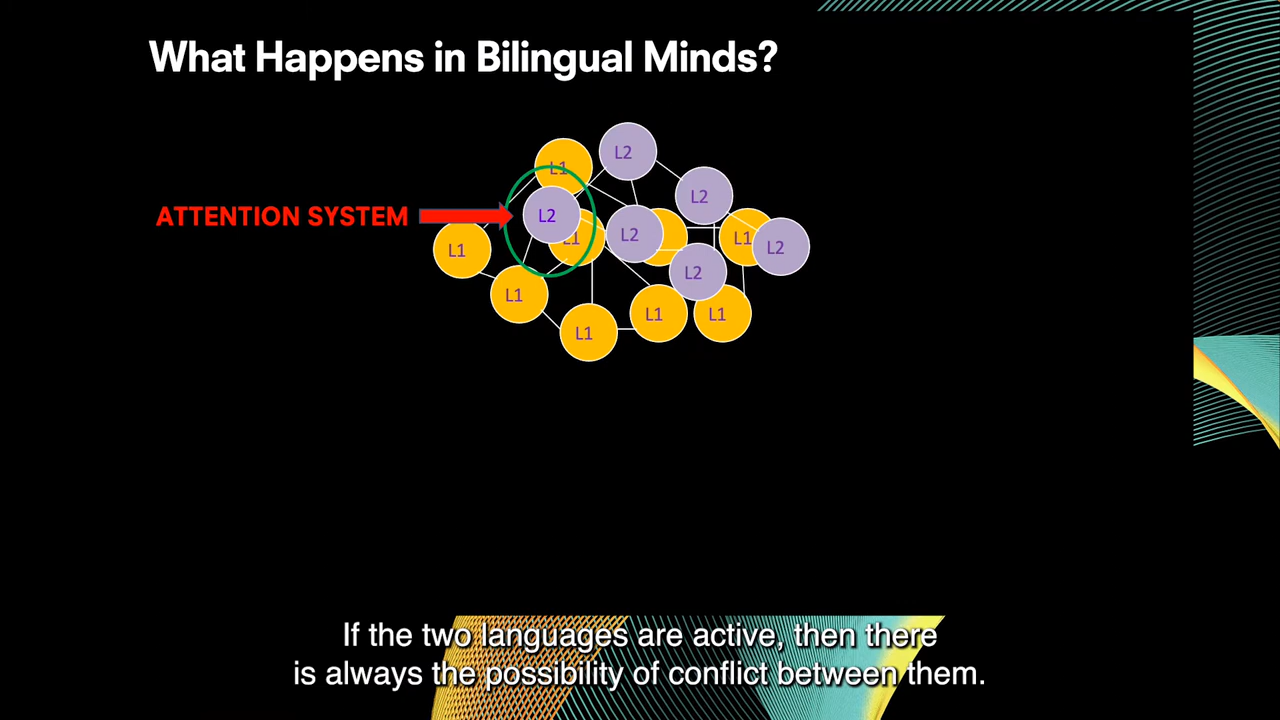 What Happens in Bilingual Minds?
L2
L1
L2
ATTENTION SYSTEM
L2
L2
L1
L1
L2
L1
L2
L1
L1
L1
L1
If the two languages are active, then there
is always the possibility of conflict between them.